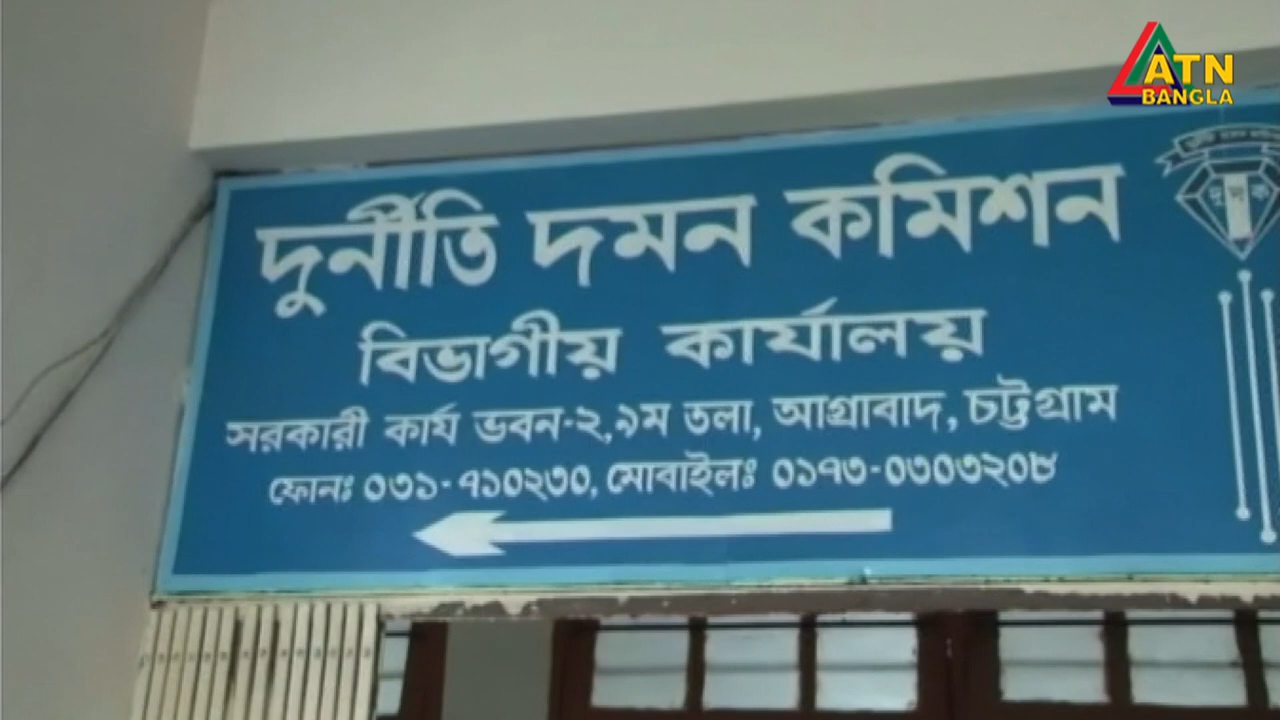 ATN
BANGLA
দুর্নীতি দমন কমিশন
বিভাগীয় কার্যালয়
সরকারী কার্য ভবন-২,৯ম তলা, আগ্রাবাদ, চট্টগ্রাম
ফোনঃ ০৩১-৭১০২৩০, মোবাইলঃ ০১৭৩-০৩০৩২০৮
দুদক